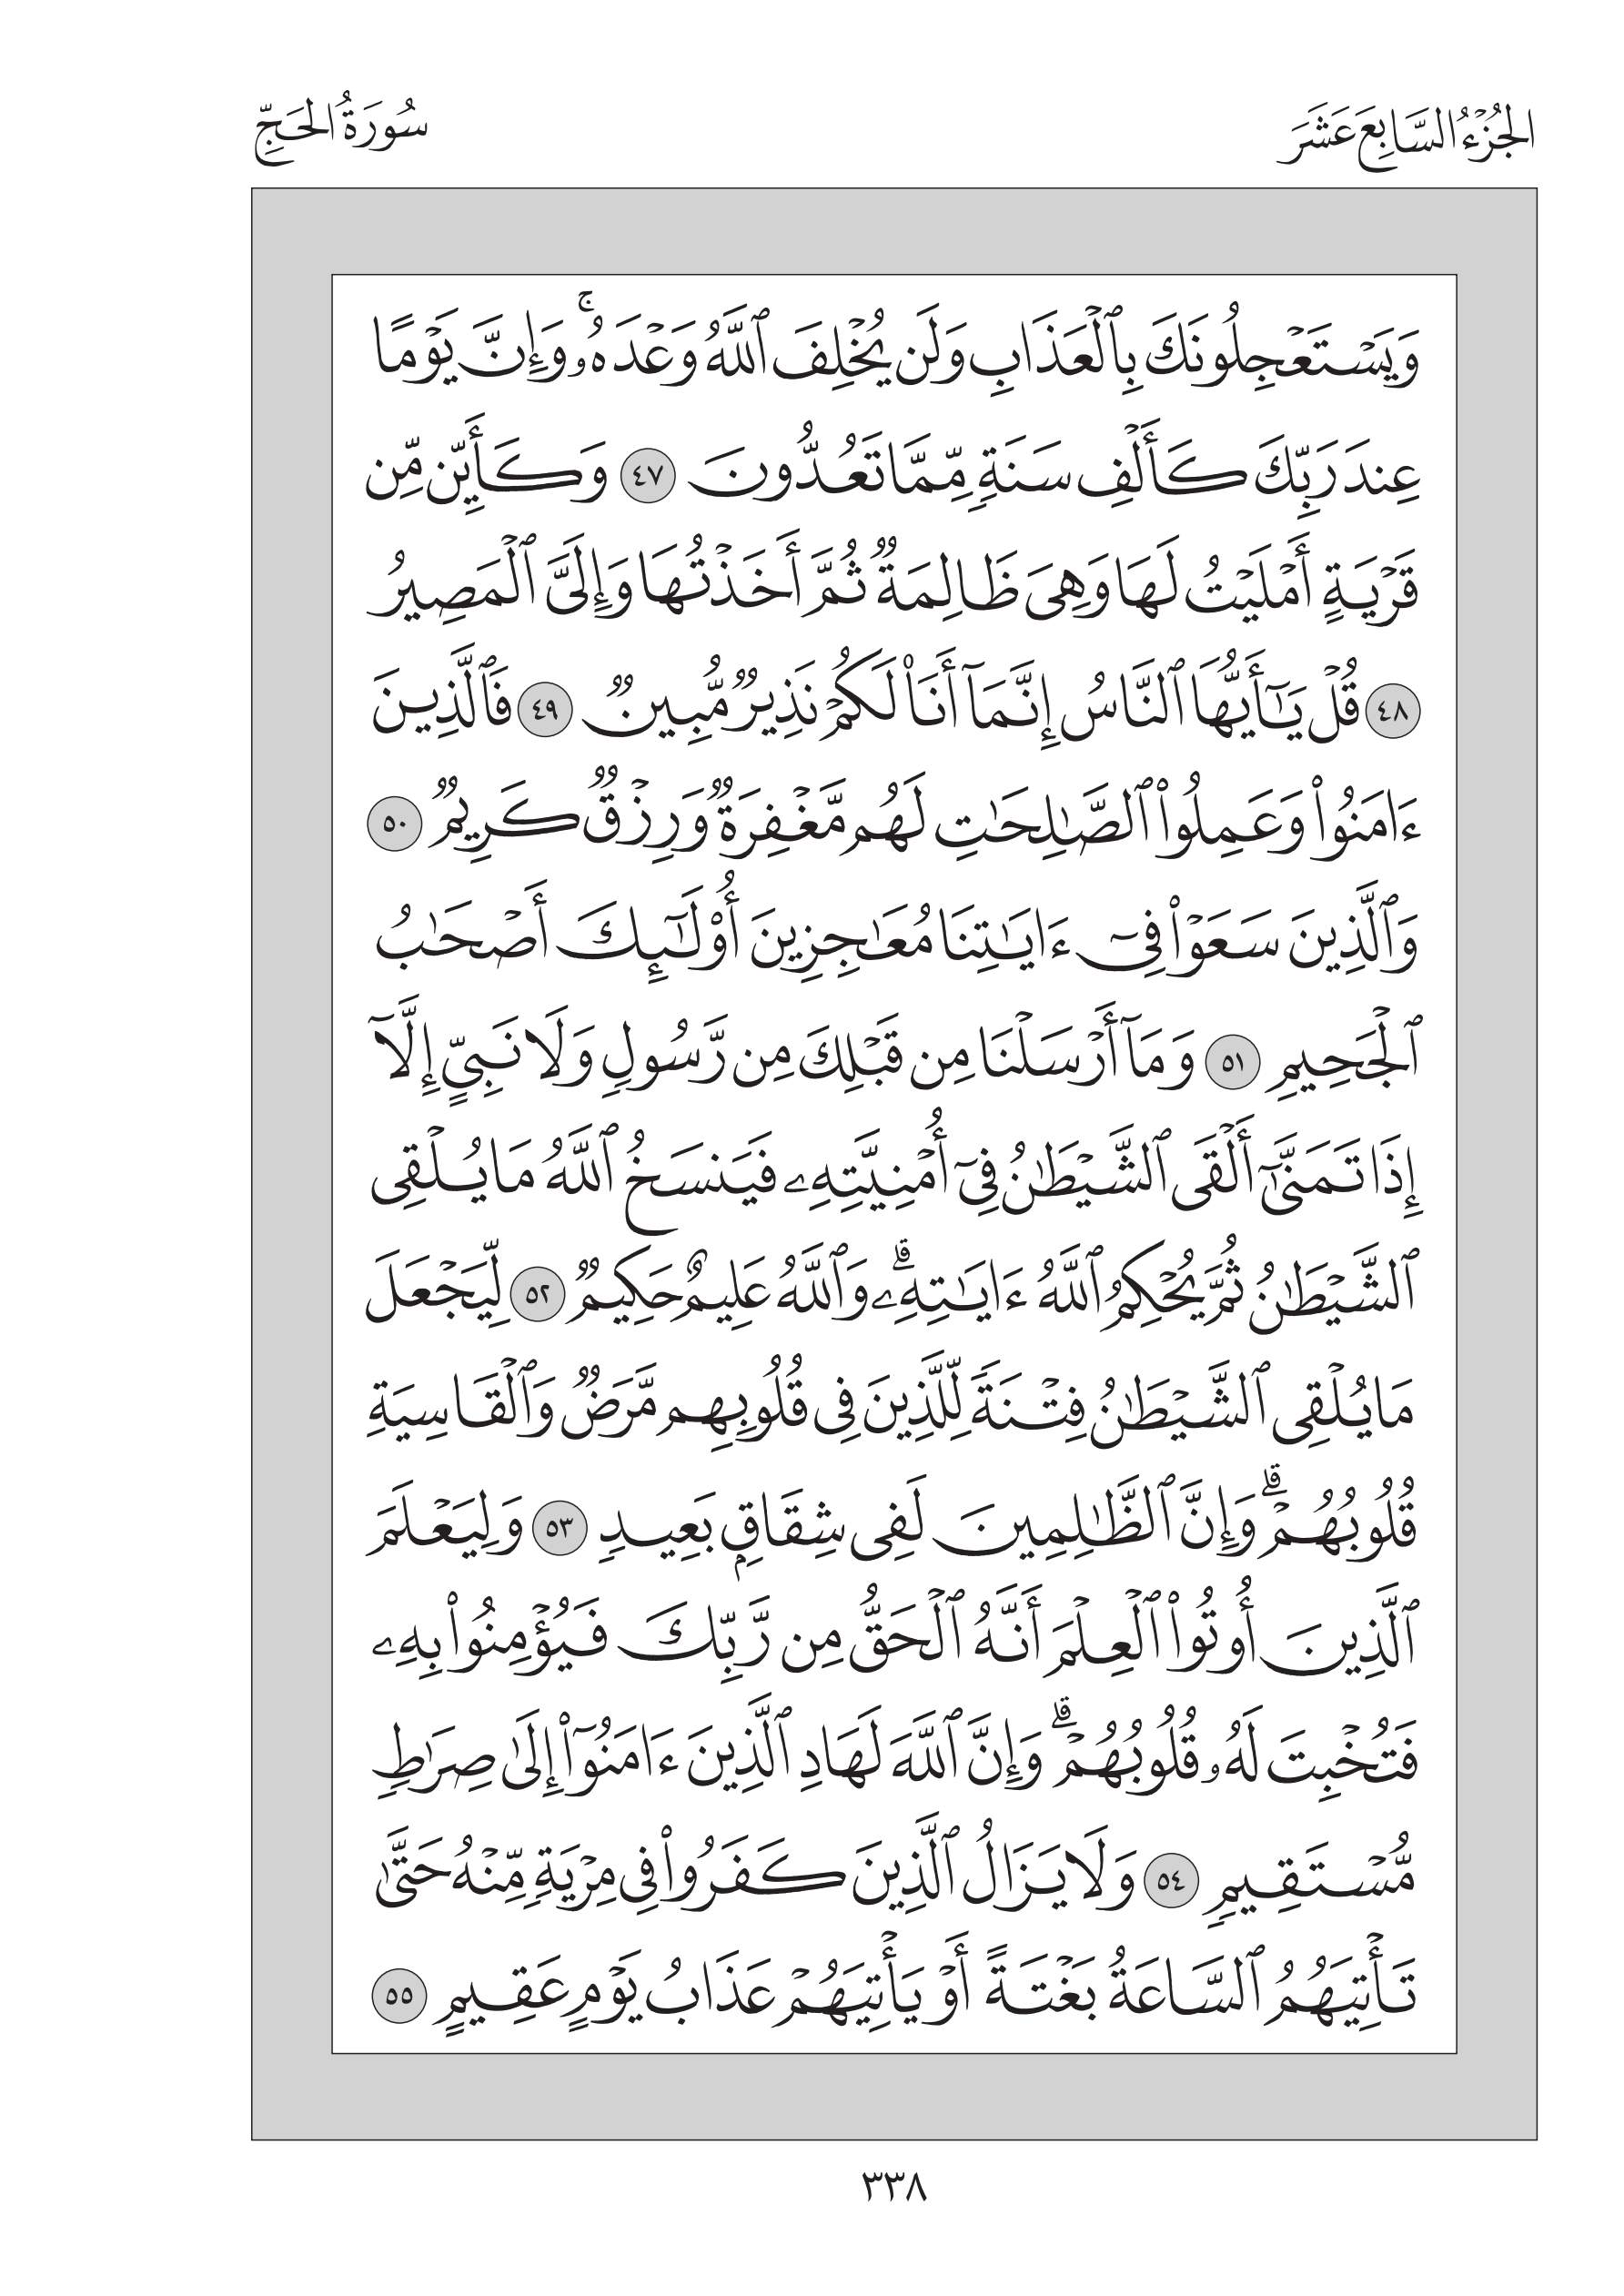 الجُزْءُ السَّابِعَ عَشَرَ
سُورَةُ الحَجِّ
وَيَسْتَعْجِلُونَكَ بِٱلْعَذَابِ وَلَن يُخْلِفَ ٱللَّهُ وَعْدَهُۥۚ وَإِنَّ يَوْمًا
عِندَ رَبِّكَ كَأَلْفِ سَنَةٍ مِّمَّا تَعُدُّونَ ٤٧ وَكَأَيِّن مِّن
قَرْيَةٍ أَمْلَيْتُ لَهَا وَهِىَ ظَالِمَةٌ ثُمَّ أَخَذْتُهَا وَإِلَىَّ ٱلْمَصِيرُ
٤٨ قُلْ يَـٰٓأَيُّهَا ٱلنَّاسُ إِنَّمَآ أَنَا۠ لَكُمْ نَذِيرٌ مُّبِينٌ ٤٩ فَٱلَّذِينَ
ءَامَنُوا۟ وَعَمِلُوا۟ ٱلصَّـٰلِحَـٰتِ لَهُم مَّغْفِرَةٌ وَرِزْقٌ كَرِيمٌ ٥٠
وَٱلَّذِينَ سَعَوْا۟ فِىٓ ءَايَـٰتِنَا مُعَـٰجِزِينَ أُو۟لَـٰٓئِكَ أَصْحَـٰبُ
ٱلْجَحِيمِ ٥١ وَمَآ أَرْسَلْنَا مِن قَبْلِكَ مِن رَّسُولٍ وَلَا نَبِىٍّ إِلَّآ
إِذَا تَمَنَّىٰٓ أَلْقَى ٱلشَّيْطَـٰنُ فِىٓ أُمْنِيَّتِهِۦ فَيَنسَخُ ٱللَّهُ مَا يُلْقِى
ٱلشَّيْطَـٰنُ ثُمَّ يُحْكِمُ ٱللَّهُ ءَايَـٰتِهِۦۗ وَٱللَّهُ عَلِيمٌ حَكِيمٌ ٥٢ لِّيَجْعَلَ
مَا يُلْقِى ٱلشَّيْطَـٰنُ فِتْنَةً لِّلَّذِينَ فِى قُلُوبِهِم مَّرَضٌ وَٱلْقَاسِيَةِ
قُلُوبُهُمْۗ وَإِنَّ ٱلظَّـٰلِمِينَ لَفِى شِقَاقٍۭ بَعِيدٍ ٥٣ وَلِيَعْلَمَ
ٱلَّذِينَ أُوتُوا۟ ٱلْعِلْمَ أَنَّهُ ٱلْحَقُّ مِن رَّبِّكَ فَيُؤْمِنُوا۟ بِهِۦ
فَتُخْبِتَ لَهُۥ قُلُوبُهُمْۗ وَإِنَّ ٱللَّهَ لَهَادِ ٱلَّذِينَ ءَامَنُوٓا۟ إِلَىٰ صِرَٰطٍ
مُّسْتَقِيمٍ ٥٤ وَلَا يَزَالُ ٱلَّذِينَ كَفَرُوا۟ فِى مِرْيَةٍ مِّنْهُ حَتَّىٰ
تَأْتِيَهُمُ ٱلسَّاعَةُ بَغْتَةً أَوْ يَأْتِيَهُمْ عَذَابُ يَوْمٍ عَقِيمٍ ٥٥
٣٣٨